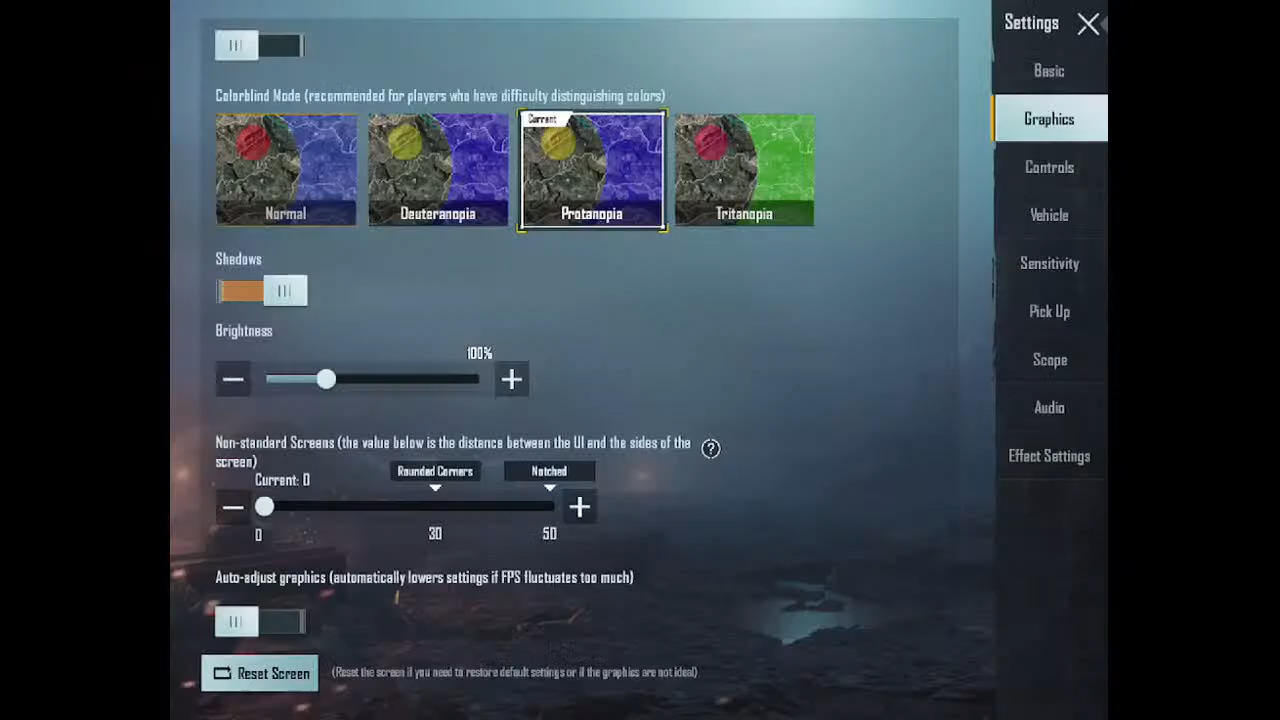 Settings
Basic
Graphics
Controls
Vehicle
Sensitivity
Pick Up
Scope
Audio
Effect Settings
Colorblind Mode (recommended for players who have difficulty distinguishing colors)
Normal
Deuteranopia
Current
Protanopia
Tritanopia
Shadows
Brightness
100%
Non-standard Screens (the value below is the distance between the UI and the sides of the
screen)
?
Current: 0
Rounded Corners
Notched
0
30
50
Auto-adjust graphics (automatically lowers settings if FPS fluctuates too much)
Reset Screen
(Reset the screen if you need to restore default settings or if the graphics are not ideal)